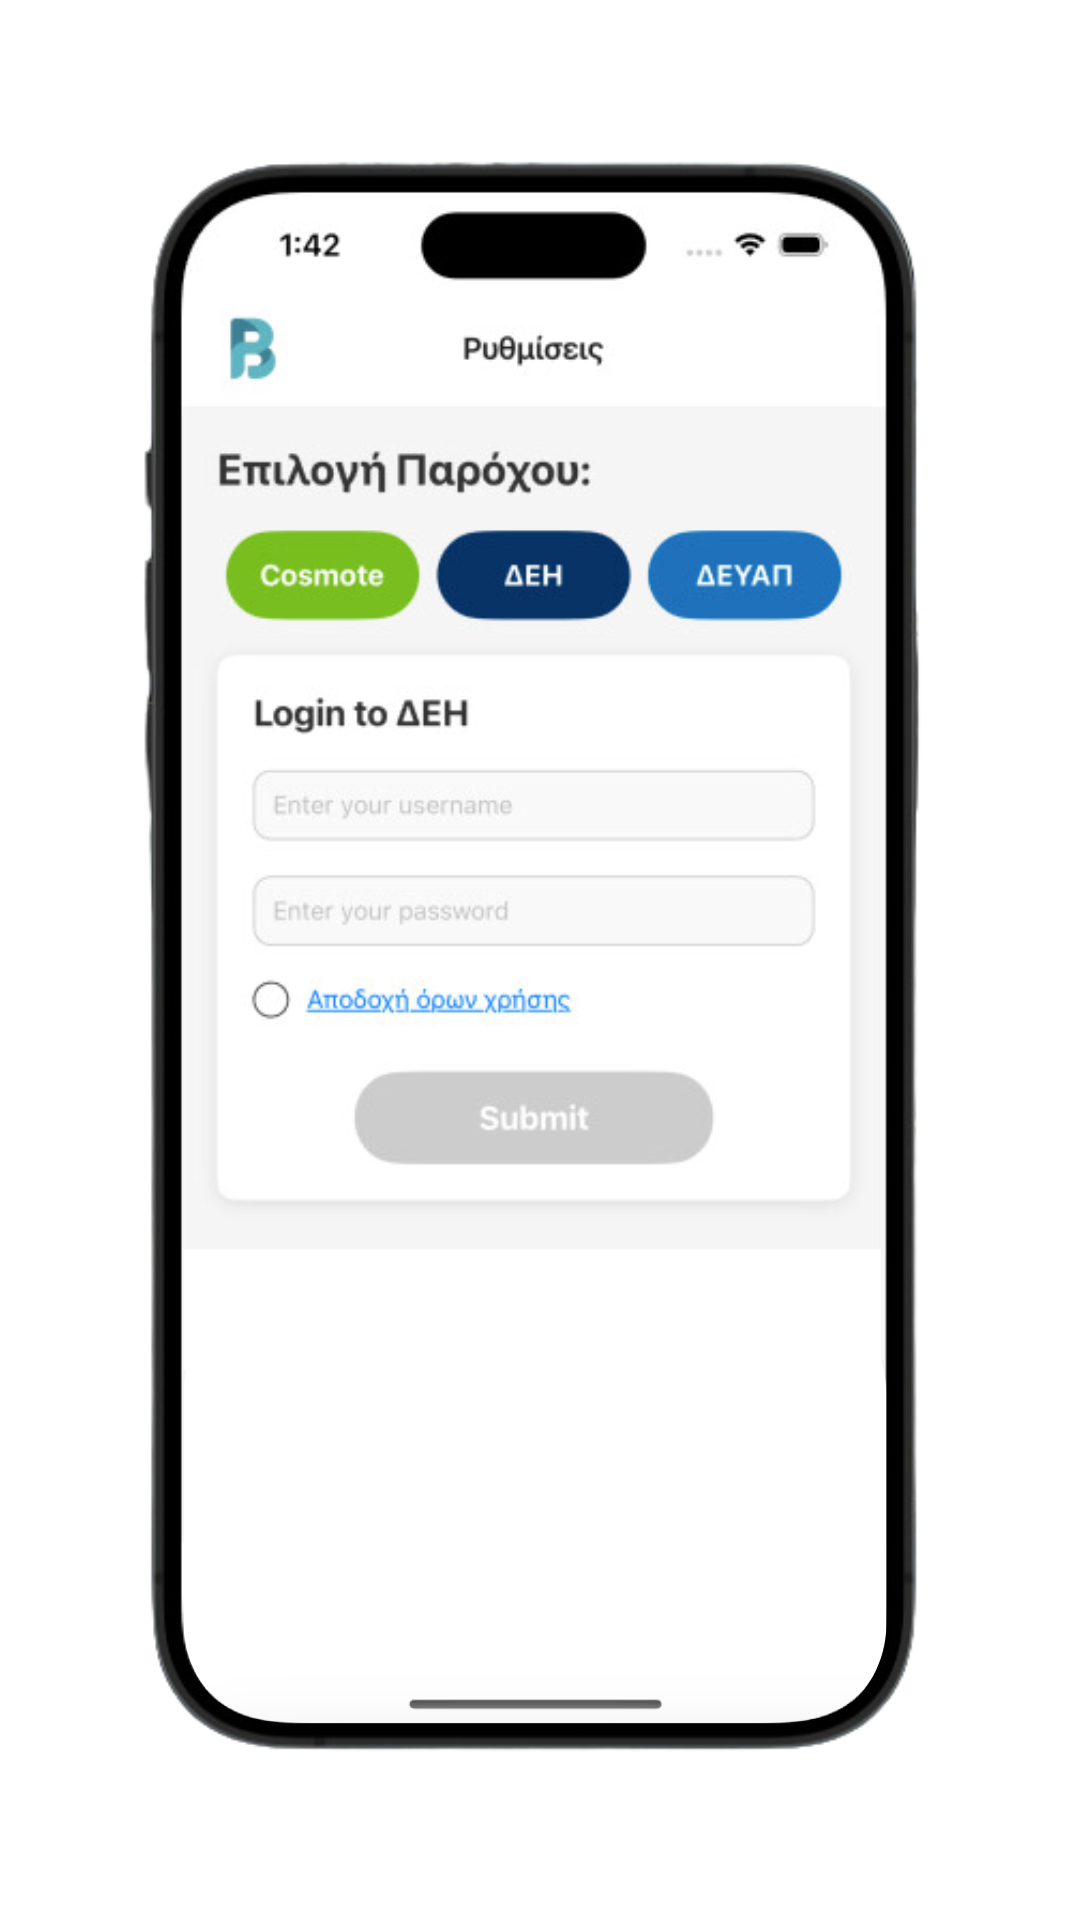 1:42
Ρυθμίσεις
Επιλογή Παρόχου:
Cosmote ΔΕΗ ΔΕΥΑΠ
Login to ΔΕΗ
Enter your username
Enter your password
Αποδοχή όρων χρήσης
Submit